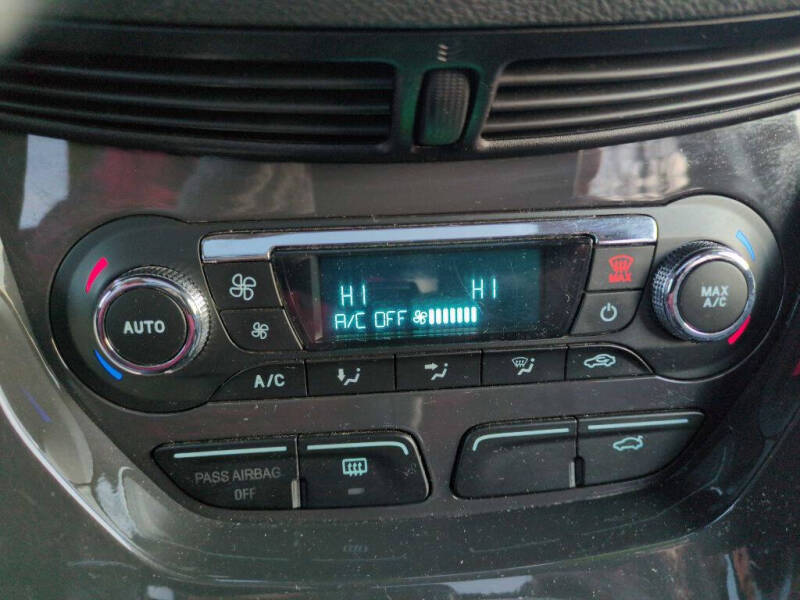 HI HI
A/C OFF
AUTO
MAX
MAX
A/C
A/C
PASS AIRBAG
OFF